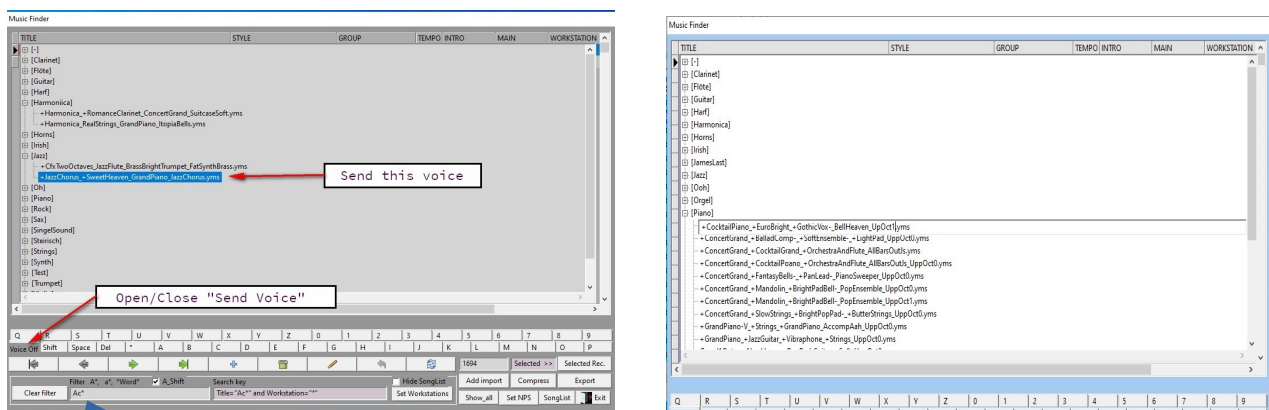 Music Finder
TITLE STYLE GROUP TEMPO INTRO MAIN WORKSTATION
[-]
[Clarinet]
[Flöte]
[Guitar]
[Harf]
[Harmoniica]
+Harmonica_+RomanceClarinet_ConcertGrand_SuitcaseSoft.yms
+Harmonica_RealStrings_GrandPiano_ItopiaBells.yms
[Horns]
[Irish]
[Jazz]
+CfxTwoOctaves_JazzFlute_BrassBrightTrumpet_FatSynthBrass.yms
+JazzChorus_+SweetHeaven_GrandPiano_JazzChorus.yms
Send this voice
[Oh]
[Piano]
[Rock]
[Sax]
[SingelSound]
[Steirisch]
[Strings]
[Synth]
[Test]
[Trumpet]
Open/Close "Send Voice"
Q R S T U V W X Y Z 0 1 2 3 4 5 6 7 8 9
Voice Off Shift Space Del * A B C D E F G H I J K L M N O P
1694 Selected >> Selected Rec.
Filter A*, a*, *Word* A_Shift Search key Hide SongList Add import Compress Export
Clear filter Ac* Title="Ac*" and Workstation="*" Set Workstations Show_all Set NPS SongList Exit
Music Finder
TITLE STYLE GROUP TEMPO INTRO MAIN WORKSTATION
[-]
[Clarinet]
[Flöte]
[Guitar]
[Harf]
[Harmonica]
[Horns]
[Irish]
[JamesLast]
[Jazz]
[Ooh]
[Orgel]
[Piano]
+CocktailPiano_+EuroBright_+GothicVox-_BellHeaven_UpOct1.yms
+ConcertGrand_+BalladComp-_+SoftEnsemble-_+LightPad_UppOct0.yms
+ConcertGrand_+CocktailGrand_+OrchestraAndFlute_AllBarsOutJs.yms
+ConcertGrand_+CocktailPoano_+OrchestraAndFlute_AllBarsOutJs_UppOct0.yms
+ConcertGrand_+FantasyBells-_+PanLead-_PianoSweeper_UppOct0.yms
+ConcertGrand_+Mandolin_+BrightPadBell-_PopEnsemble_UppOct0.yms
+ConcertGrand_+Mandolin_+BrightPadBell-_PopEnsemble_UppOct1.yms
+ConcertGrand_+SlowStrings_+BrightPopPad-_+ButterStrings_UppOct0.yms
+GrandPiano-V_+Strings_+GrandPiano_AccompAah_UppOct0.yms
+GrandPiano_+JazzGuitar_+Vibraphone_+Strings_UppOct0.yms
Q R S T U V W X Y Z 0 1 2 3 4 5 6 7 8 9